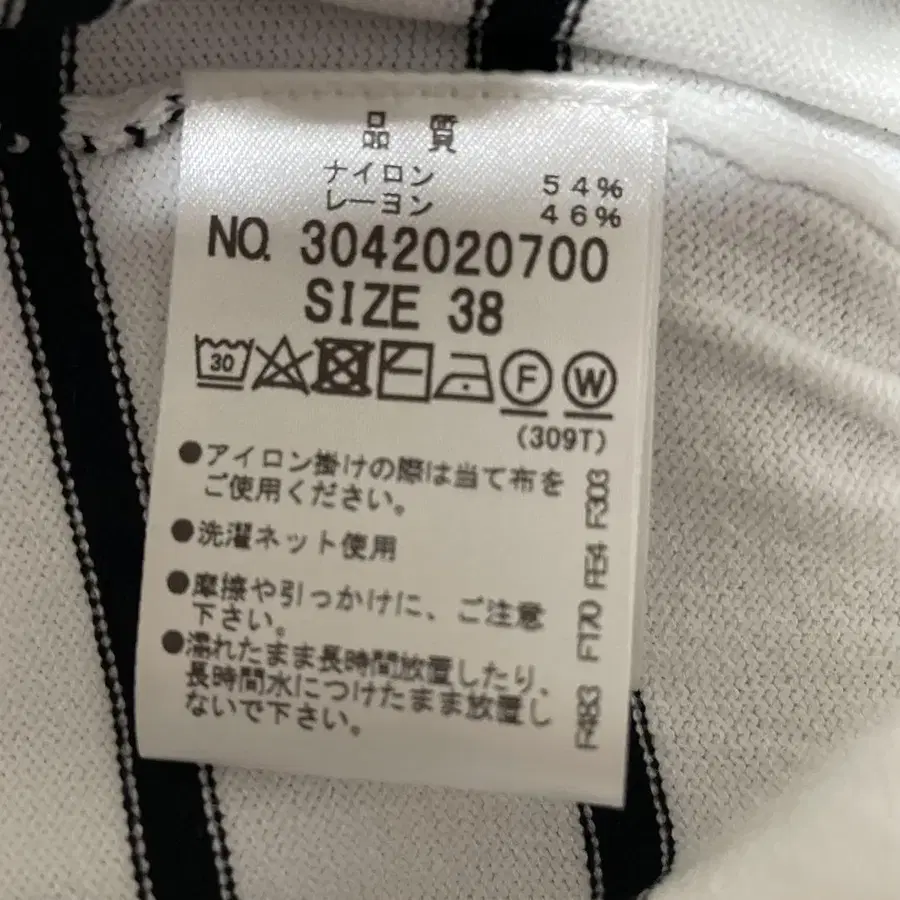 品質
ナイロン 54%
レーヨン 46%
NO. 3042020700
SIZE 38
30 F W
(309T)
●アイロン掛けの際は当て布を
ご使用ください。
●洗濯ネット使用
●摩擦や引っかけに、ご注意
下さい。
●濡れたまま長時間放置したり、
長時間水につけたまま放置し
ないで下さい。
F483 F170 FE54 F303